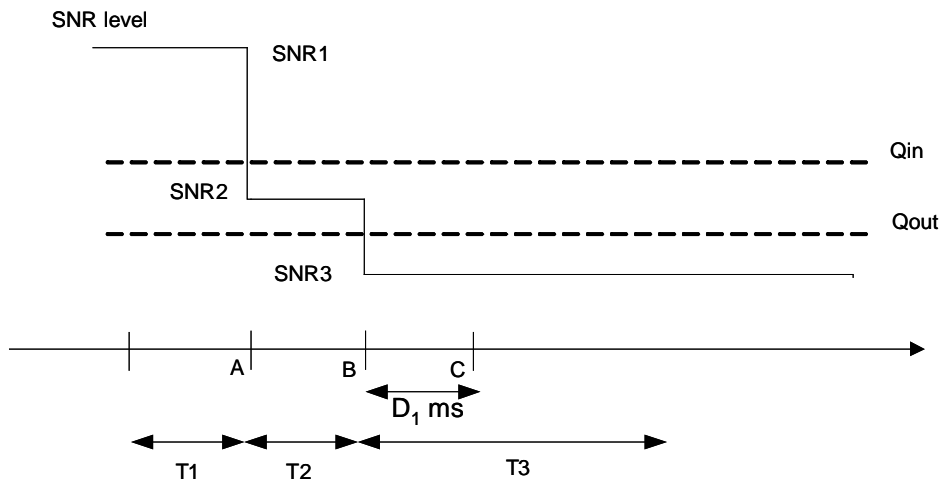 SNR level
SNR1
Qin
SNR2
Qout
SNR3
A
B
C
D1 ms
T1
T2
T3